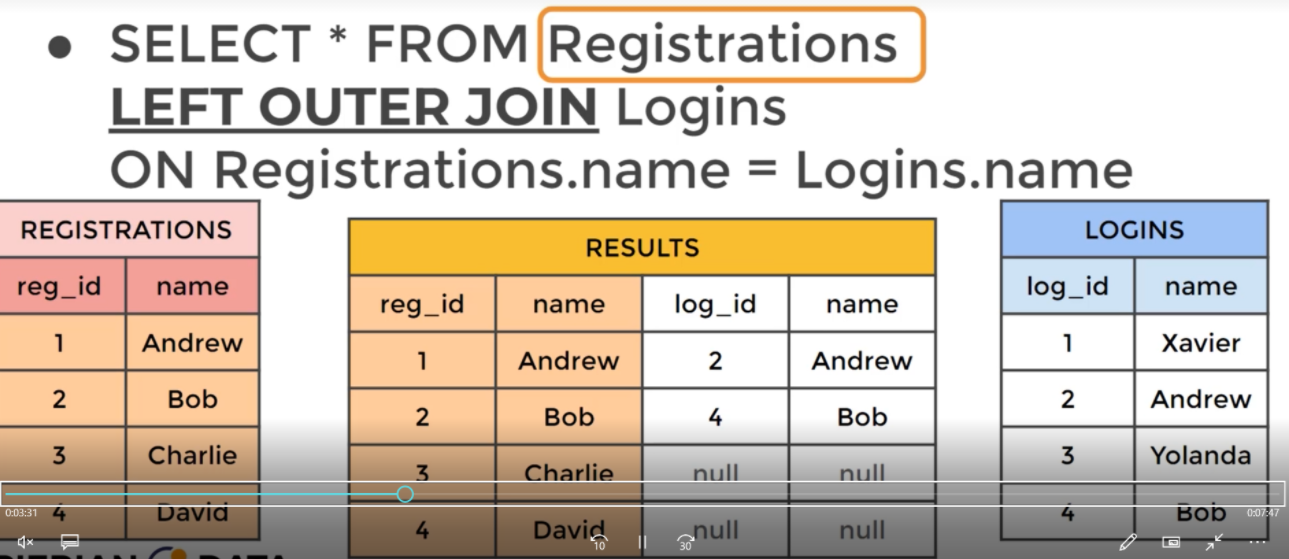 ● SELECT * FROM Registrations
LEFT OUTER JOIN Logins
ON Registrations.name = Logins.name
REGISTRATIONS
reg_id name
1 Andrew
2 Bob
3 Charlie
4 David
RESULTS
reg_id name log_id name
1 Andrew 2 Andrew
2 Bob 4 Bob
3 Charlie null null
4 David null null
LOGINS
log_id name
1 Xavier
2 Andrew
3 Yolanda
4 Bob
0:03:31
0:07:47
10
30